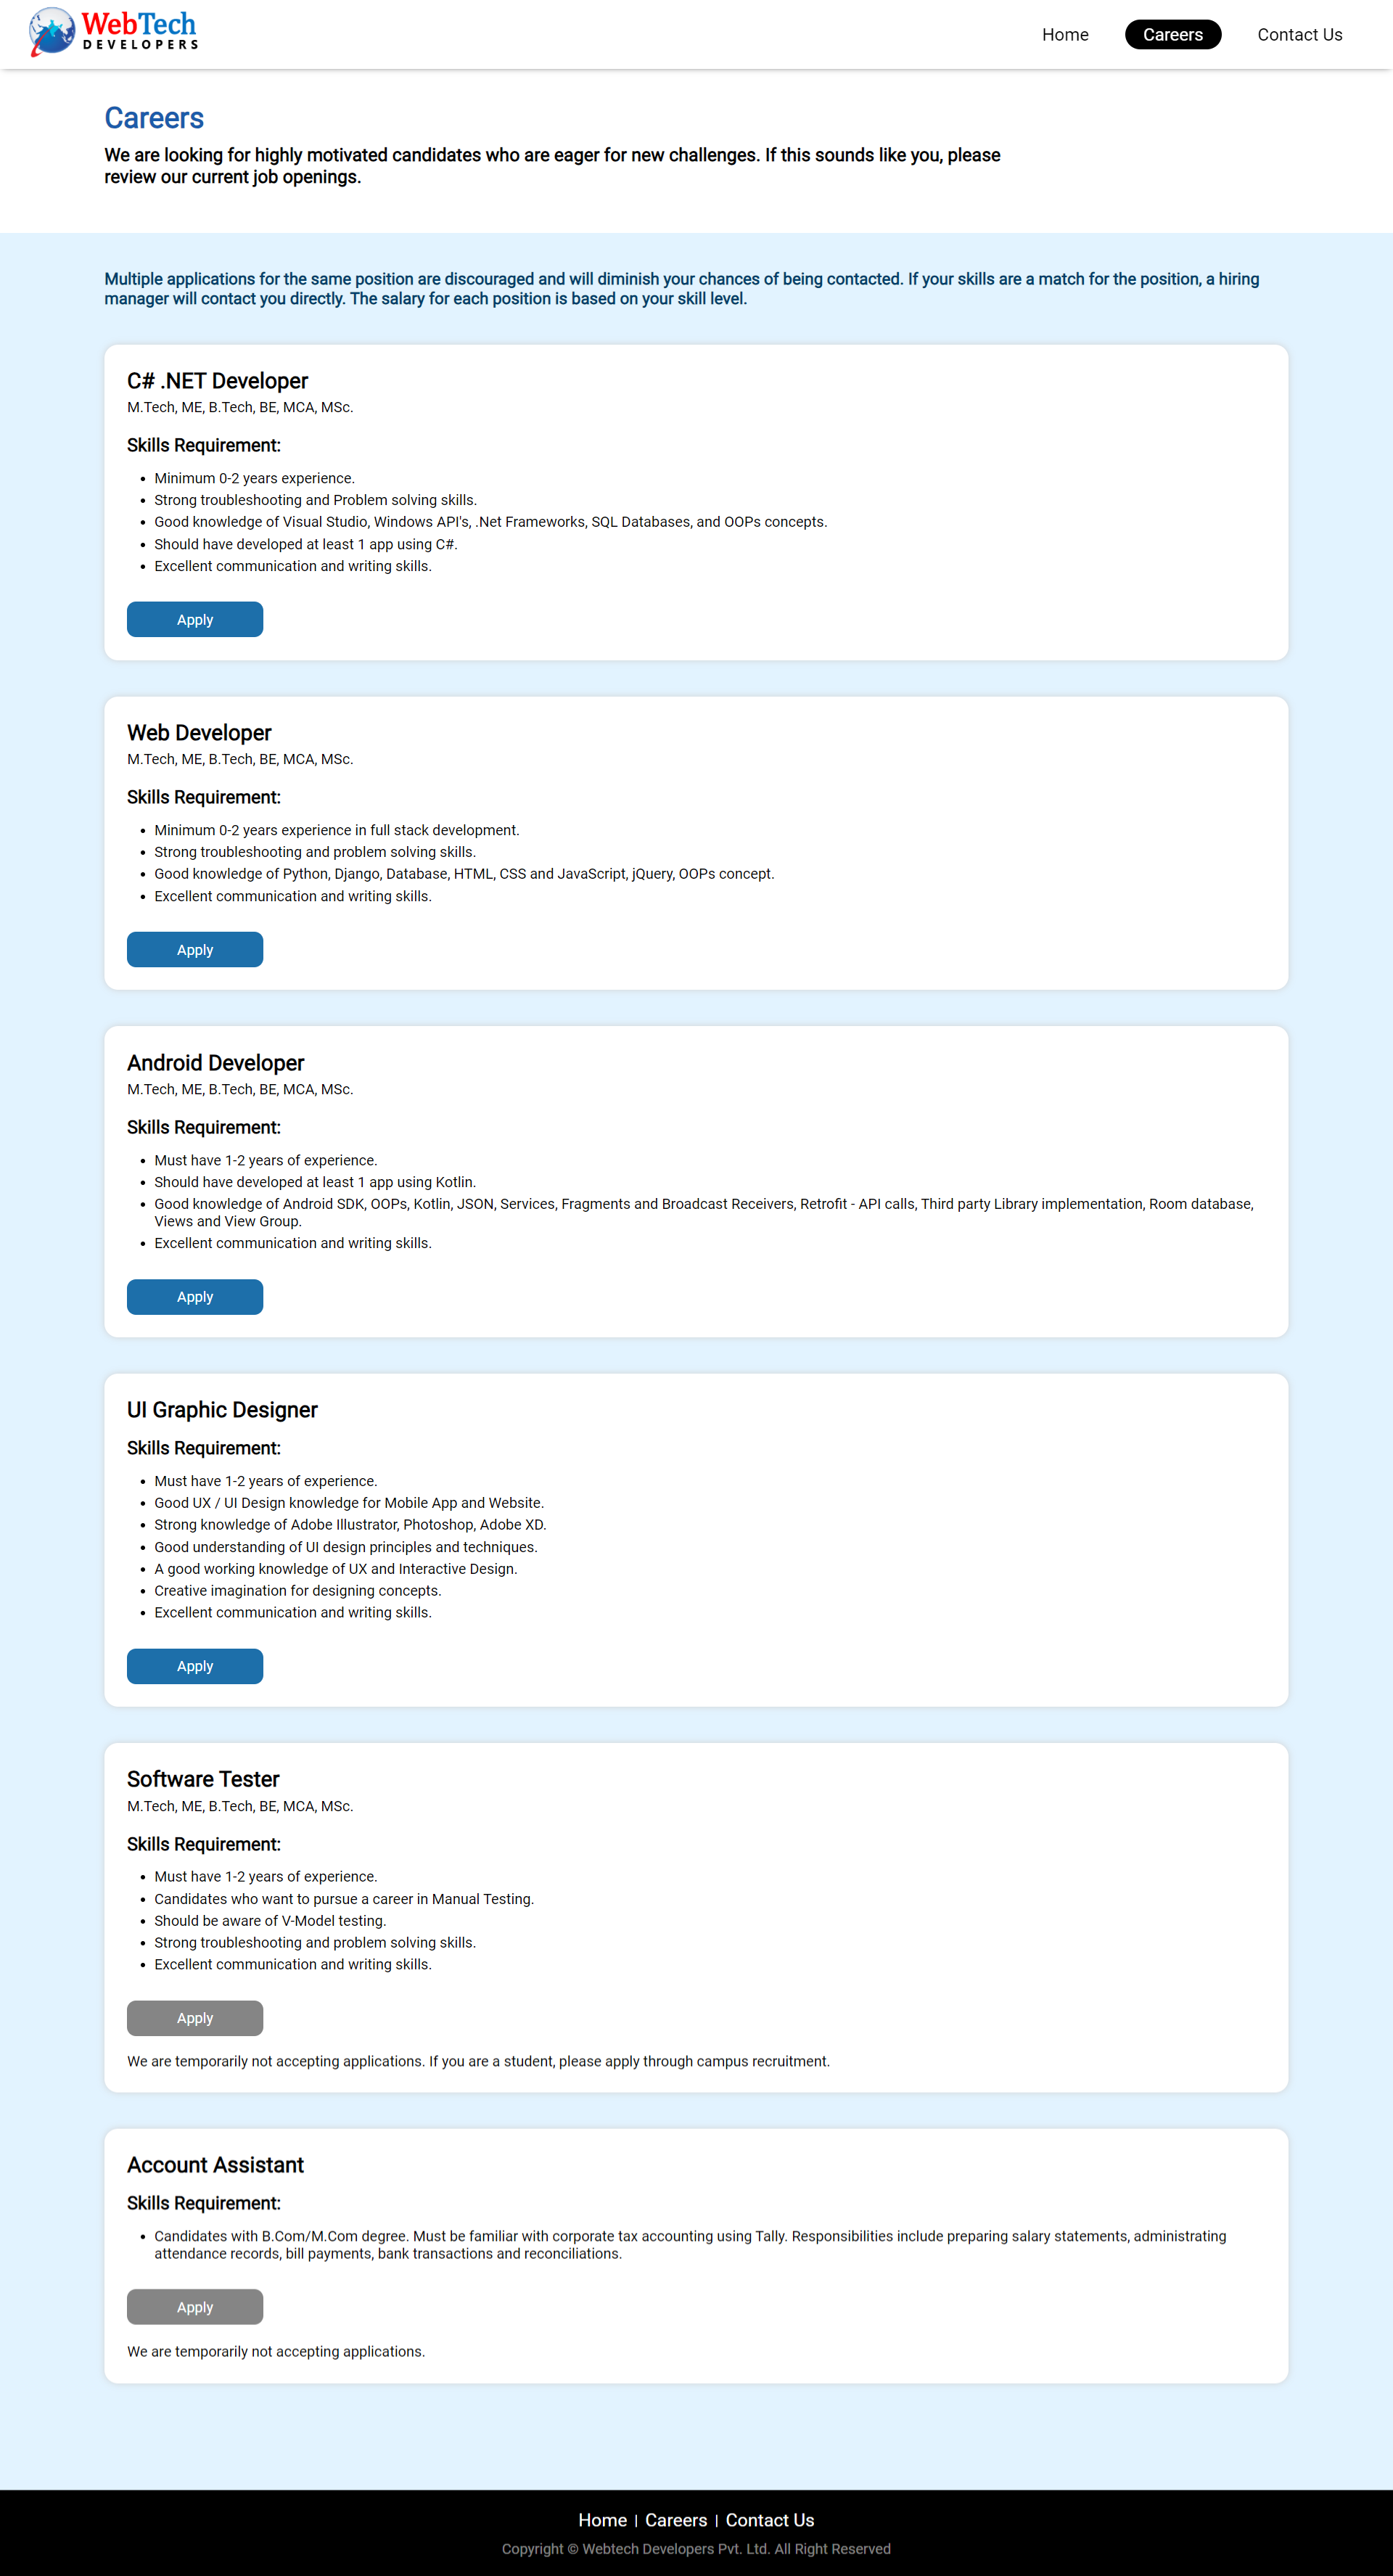 WebTech
DEVELOPERS
Home
Careers
Contact Us
Careers
We are looking for highly motivated candidates who are eager for new challenges. If this sounds like you, please
review our current job openings.
Multiple applications for the same position are discouraged and will diminish your chances of being contacted. If your skills are a match for the position, a hiring
manager will contact you directly. The salary for each position is based on your skill level.
C# .NET Developer
M.Tech, ME, B.Tech, BE, MCA, MSc.
Skills Requirement:
• Minimum 0-2 years experience.
• Strong troubleshooting and Problem solving skills.
• Good knowledge of Visual Studio, Windows API's, .Net Frameworks, SQL Databases, and OOPs concepts.
• Should have developed at least 1 app using C#.
• Excellent communication and writing skills.
Apply
Web Developer
M.Tech, ME, B.Tech, BE, MCA, MSc.
Skills Requirement:
• Minimum 0-2 years experience in full stack development.
• Strong troubleshooting and problem solving skills.
• Good knowledge of Python, Django, Database, HTML, CSS and JavaScript, jQuery, OOPs concept.
• Excellent communication and writing skills.
Apply
Android Developer
M.Tech, ME, B.Tech, BE, MCA, MSc.
Skills Requirement:
• Must have 1-2 years of experience.
• Should have developed at least 1 app using Kotlin.
• Good knowledge of Android SDK, OOPs, Kotlin, JSON, Services, Fragments and Broadcast Receivers, Retrofit - API calls, Third party Library implementation, Room database,
Views and View Group.
• Excellent communication and writing skills.
Apply
UI Graphic Designer
Skills Requirement:
• Must have 1-2 years of experience.
• Good UX / UI Design knowledge for Mobile App and Website.
• Strong knowledge of Adobe Illustrator, Photoshop, Adobe XD.
• Good understanding of UI design principles and techniques.
• A good working knowledge of UX and Interactive Design.
• Creative imagination for designing concepts.
• Excellent communication and writing skills.
Apply
Software Tester
M.Tech, ME, B.Tech, BE, MCA, MSc.
Skills Requirement:
• Must have 1-2 years of experience.
• Candidates who want to pursue a career in Manual Testing.
• Should be aware of V-Model testing.
• Strong troubleshooting and problem solving skills.
• Excellent communication and writing skills.
Apply
We are temporarily not accepting applications. If you are a student, please apply through campus recruitment.
Account Assistant
Skills Requirement:
• Candidates with B.Com/M.Com degree. Must be familiar with corporate tax accounting using Tally. Responsibilities include preparing salary statements, administrating
attendance records, bill payments, bank transactions and reconciliations.
Apply
We are temporarily not accepting applications.
Home | Careers | Contact Us
Copyright © Webtech Developers Pvt. Ltd. All Right Reserved